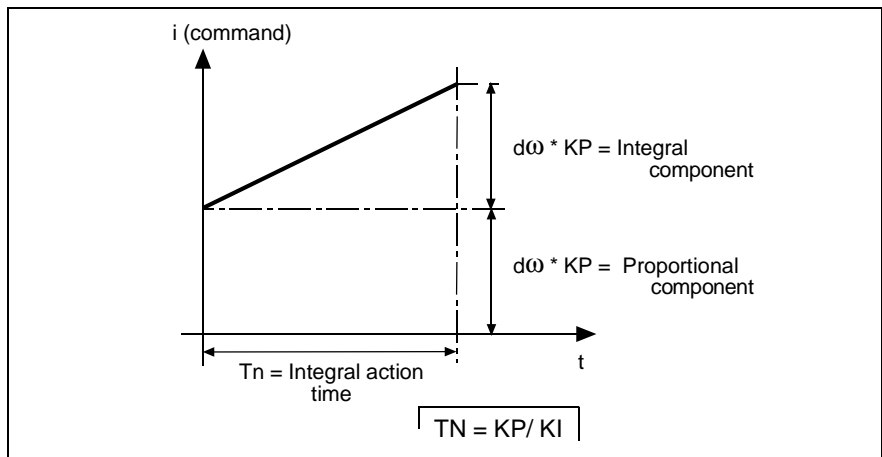 i (command)
dω * KP = Integral
component
dω * KP = Proportional
component
t
Tn = Integral action
time
TN = KP/ KI